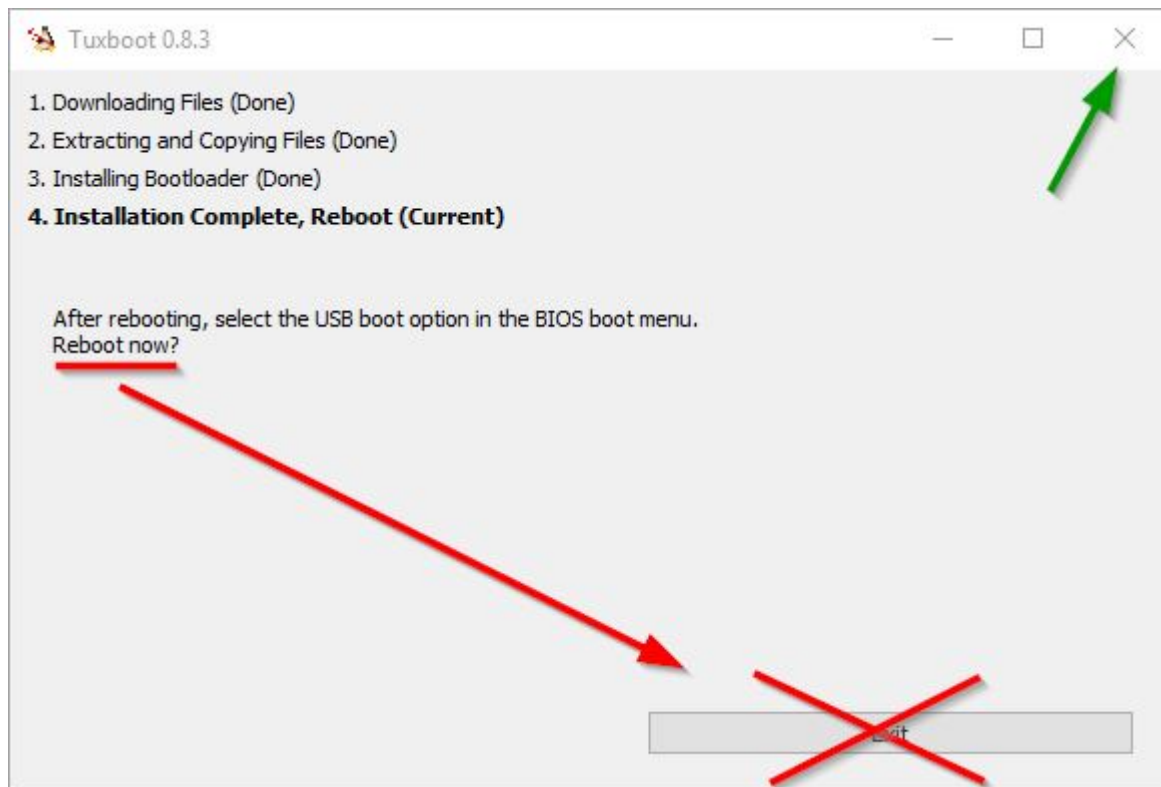 Tuxboot 0.8.3
1. Downloading Files (Done)
2. Extracting and Copying Files (Done)
3. Installing Bootloader (Done)
4. Installation Complete, Reboot (Current)
After rebooting, select the USB boot option in the BIOS boot menu.
Reboot now?
Exit